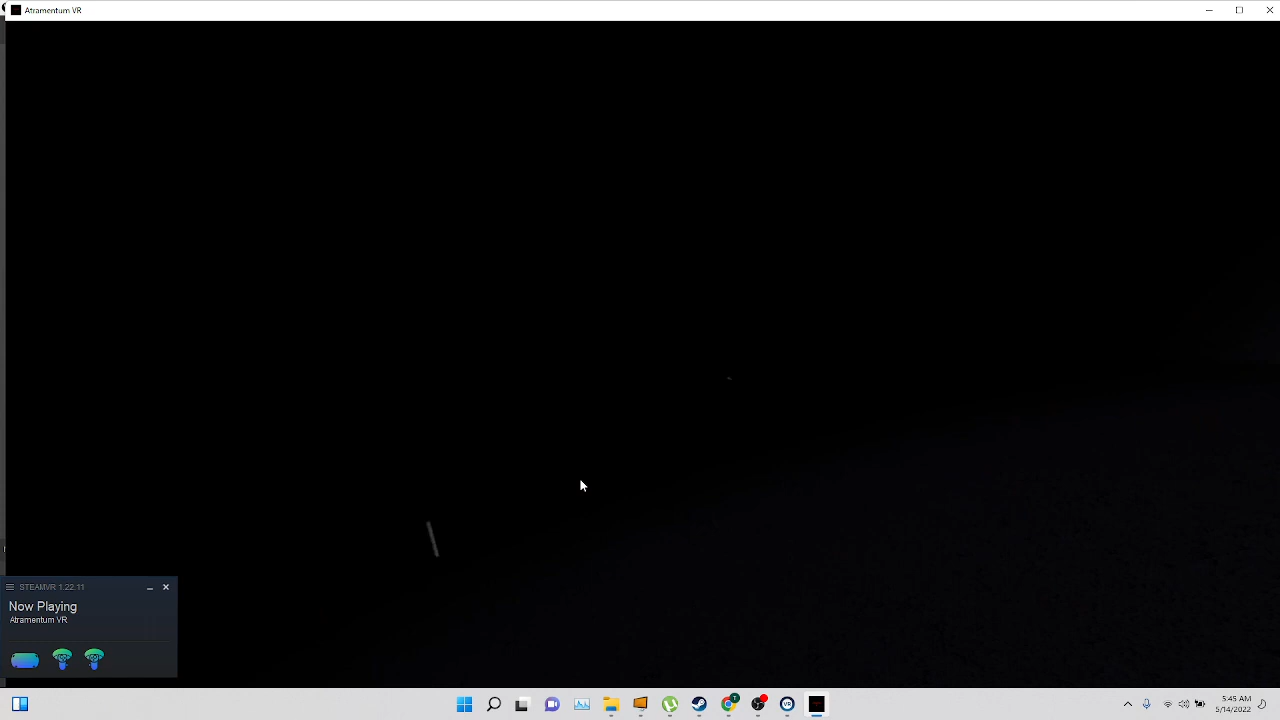 Atramentum VR
STEAMVR 1.22.11
Now Playing
Atramentum VR
5:45 AM
5/14/2022